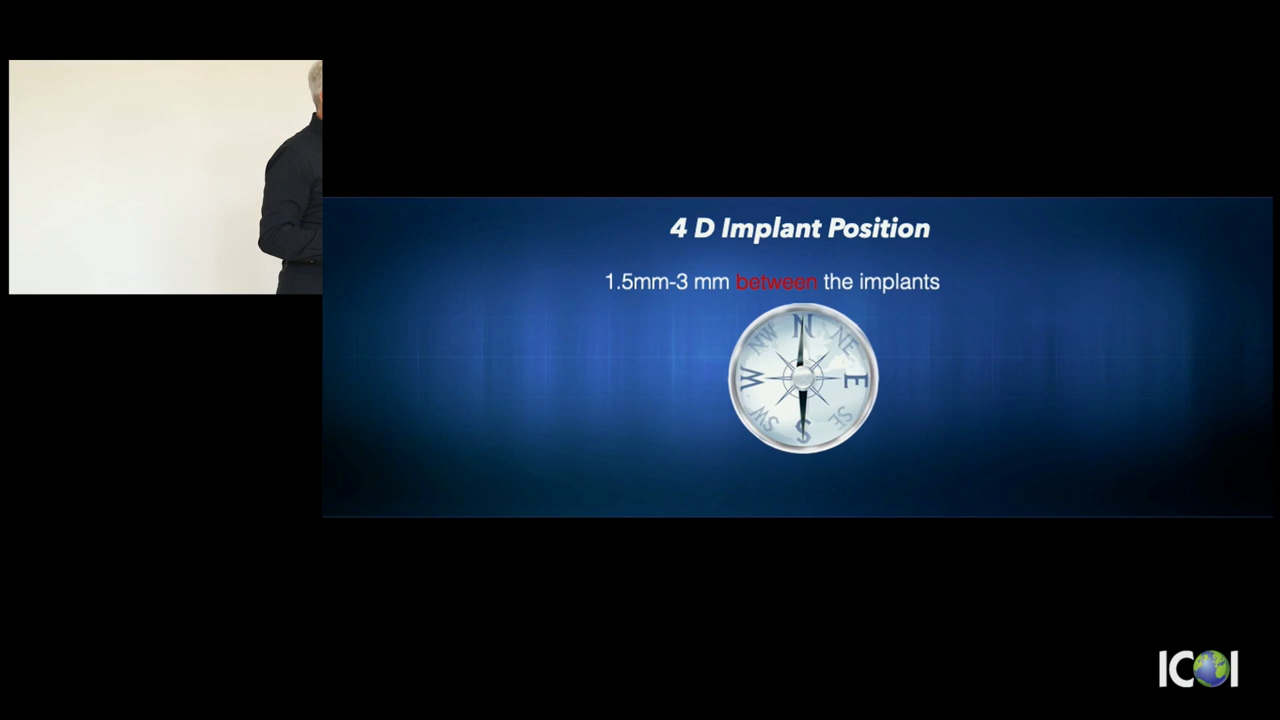 4 D Implant Position
1.5mm-3 mm between the implants
N
NW
NE
W
E
SW
SE
S
ICOI